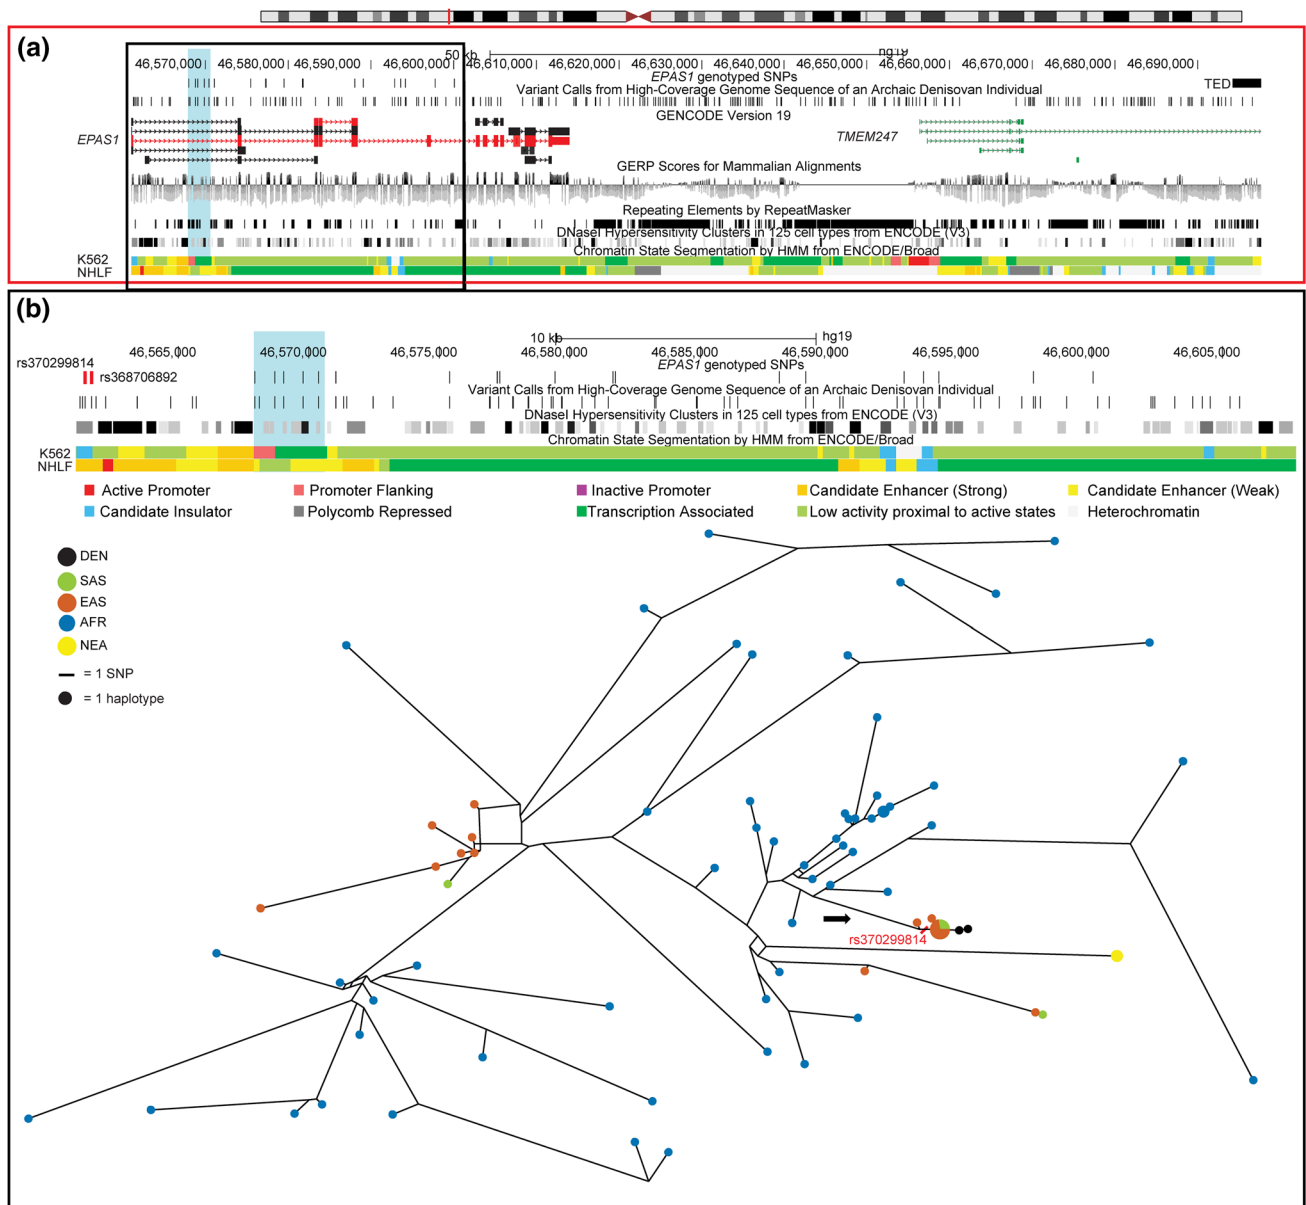 (a)
50 kb
hg19
46,570,000
46,580,000
46,590,000
46,600,000
46,610,000
46,620,000
46,630,000
46,640,000
46,650,000
46,660,000
46,670,000
46,680,000
46,690,000
EPAS1 genotyped SNPs
TED
Variant Calls from High-Coverage Genome Sequence of an Archaic Denisovan Individual
GENCODE Version 19
EPAS1
TMEM247
GERP Scores for Mammalian Alignments
Repeating Elements by RepeatMasker
DNaseI Hypersensitivity Clusters in 125 cell types from ENCODE (V3)
Chromatin State Segmentation by HMM from ENCODE/Broad
K562
NHLF
(b)
10 kb
hg19
46,565,000
46,570,000
46,575,000
46,580,000
46,585,000
46,590,000
46,595,000
46,600,000
46,605,000
rs370299814
EPAS1 genotyped SNPs
rs368706892
Variant Calls from High-Coverage Genome Sequence of an Archaic Denisovan Individual
DNaseI Hypersensitivity Clusters in 125 cell types from ENCODE (V3)
Chromatin State Segmentation by HMM from ENCODE/Broad
K562
NHLF
Active Promoter
Promoter Flanking
Inactive Promoter
Candidate Enhancer (Strong)
Candidate Enhancer (Weak)
Candidate Insulator
Polycomb Repressed
Transcription Associated
Low activity proximal to active states
Heterochromatin
DEN
SAS
EAS
AFR
NEA
= 1 SNP
= 1 haplotype
rs370299814